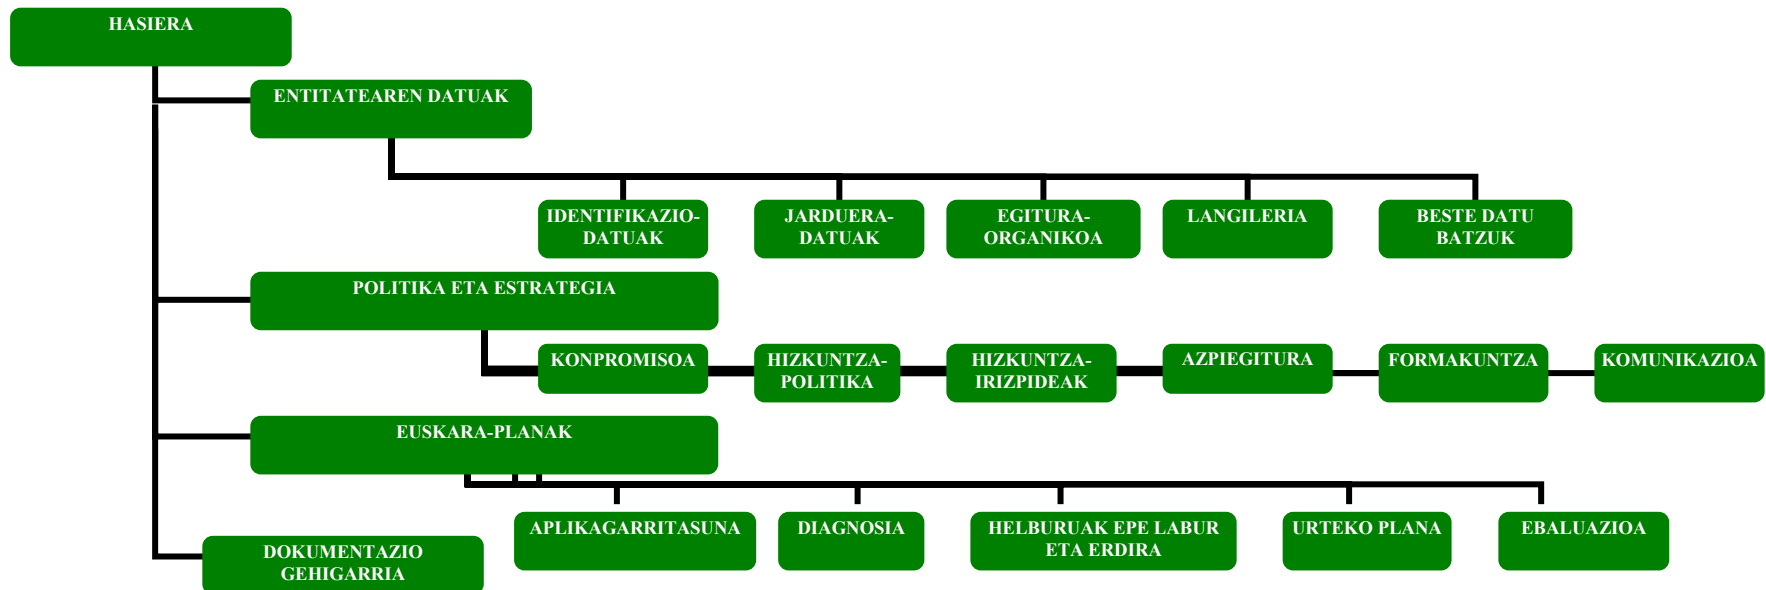 HASIERA
ENTITATEAREN DATUAK
IDENTIFIKAZIO-
DATUAK
JARDUERA-
DATUAK
EGITURA-
ORGANIKOA
LANGILERIA
BESTE DATU
BATZUK
POLITIKA ETA ESTRATEGIA
KONPROMISOA
HIZKUNTZA-
POLITIKA
HIZKUNTZA-
IRIZPIDEAK
AZPIEGITURA
FORMAKUNTZA
KOMUNIKAZIOA
EUSKARA-PLANAK
APLIKAGARRITASUNA
DIAGNOSIA
HELBURUAK EPE LABUR
ETA ERDIRA
URTEKO PLANA
EBALUAZIOA
DOKUMENTAZIO
GEHIGARRIA